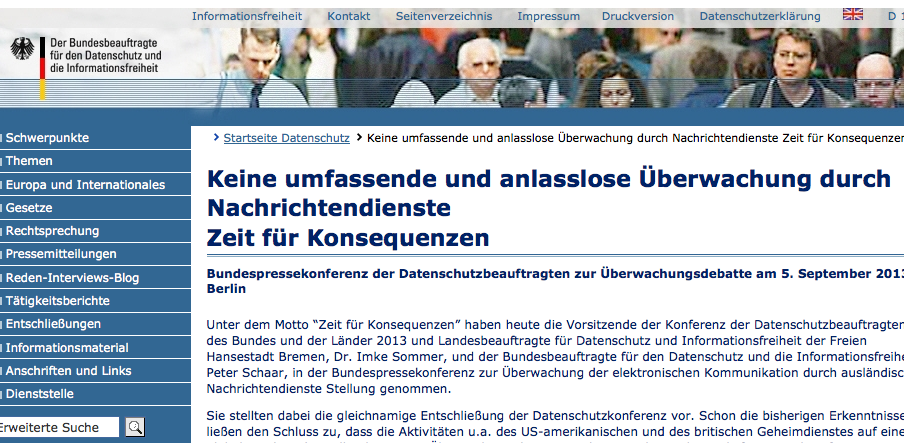 Informationsfreiheit Kontakt Seitenverzeichnis Impressum Druckversion Datenschutzerklärung D
Der Bundesbeauftragte
für den Datenschutz und
die Informationsfreiheit
Startseite Datenschutz Keine umfassende und anlasslose Überwachung durch Nachrichtendienste Zeit für Konsequenzen
Schwerpunkte
Themen
Europa und Internationales
Gesetze
Rechtsprechung
Pressemitteilungen
Reden-Interviews-Blog
Tätigkeitsberichte
Entschließungen
Informationsmaterial
Anschriften und Links
Dienststelle
Erweiterte Suche
Keine umfassende und anlasslose Überwachung durch
Nachrichtendienste
Zeit für Konsequenzen
Bundespressekonferenz der Datenschutzbeauftragten zur Überwachungsdebatte am 5. September 2013
Berlin
Unter dem Motto “Zeit für Konsequenzen” haben heute die Vorsitzende der Konferenz der Datenschutzbeauftragten
des Bundes und der Länder 2013 und Landesbeauftragte für Datenschutz und Informationsfreiheit der Freien
Hansestadt Bremen, Dr. Imke Sommer, und der Bundesbeauftragte für den Datenschutz und die Informationsfreihe
Peter Schaar, in der Bundespressekonferenz zur Überwachung der elektronischen Kommunikation durch ausländisc
Nachrichtendienste Stellung genommen.
Sie stellten dabei die gleichnamige Entschließung der Datenschutzkonferenz vor. Schon die bisherigen Erkenntnisse
ließen den Schluss zu, dass die Aktivitäten u.a. des US-amerikanischen und des britischen Geheimdienstes auf eine